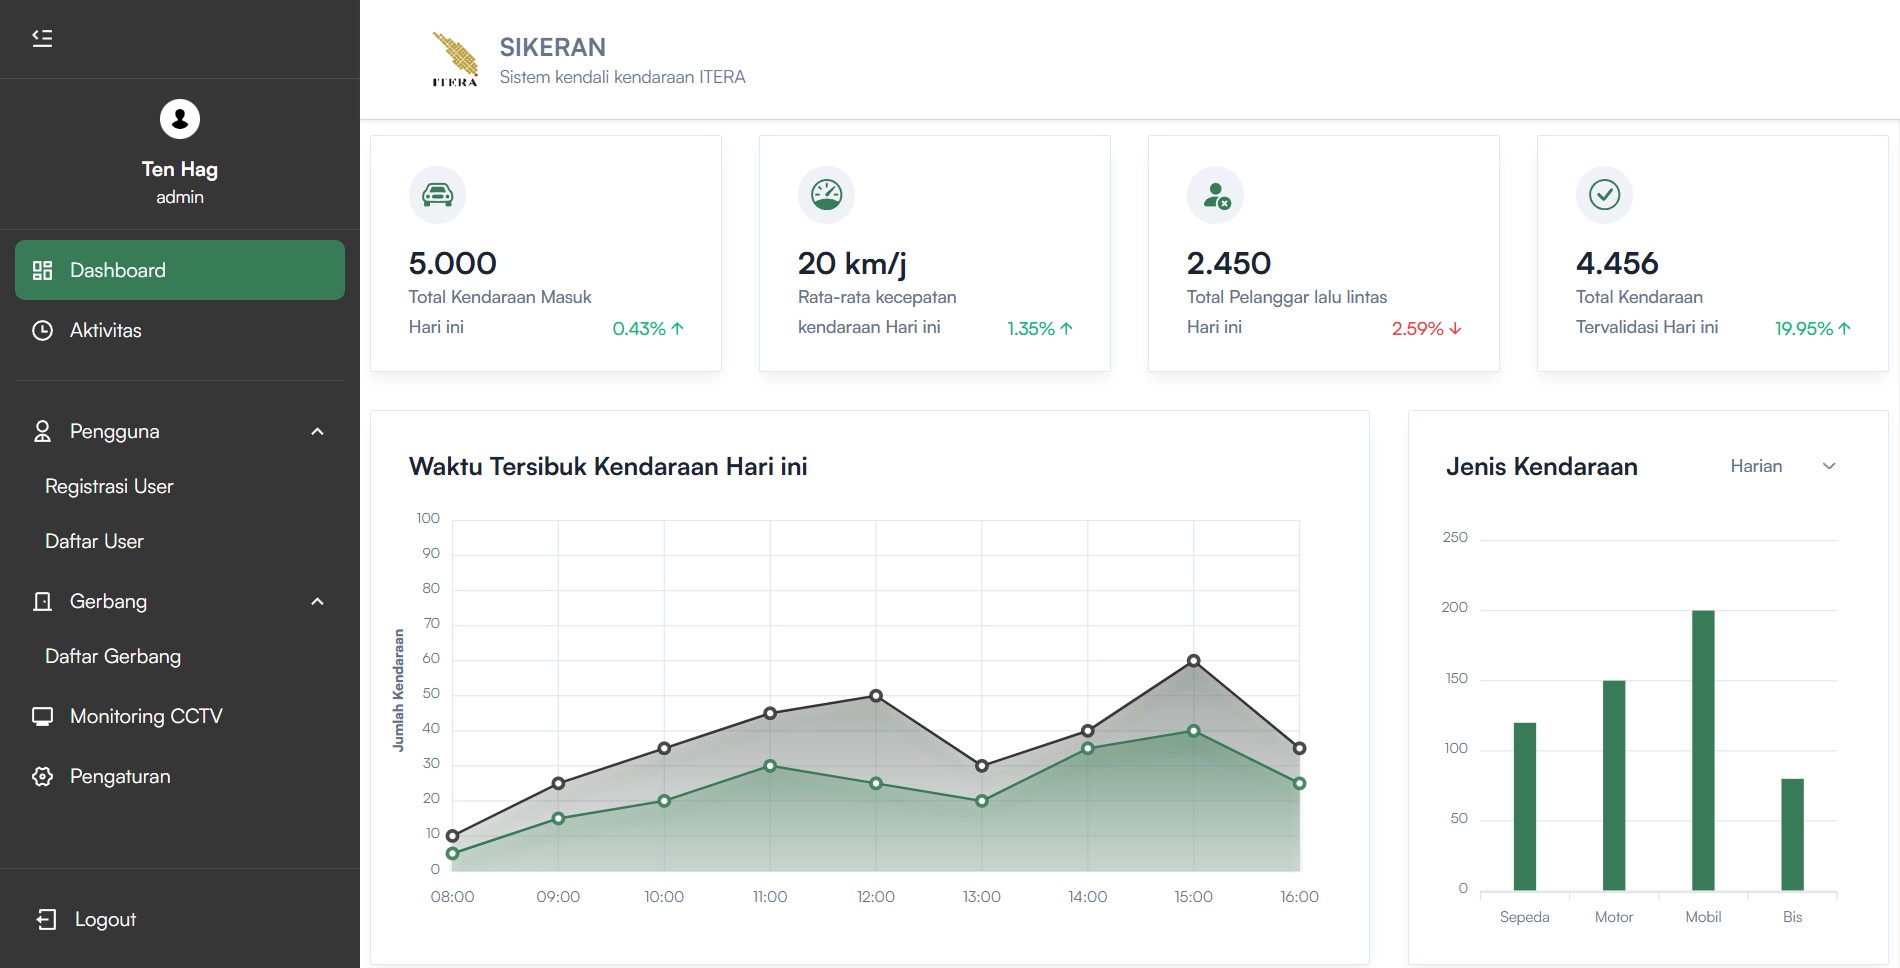 Ten Hag
admin
Dashboard
Aktivitas
Pengguna
Registrasi User
Daftar User
Gerbang
Daftar Gerbang
Monitoring CCTV
Pengaturan
Logout
ITERA
SIKERAN
Sistem kendali kendaraan ITERA
5.000
Total Kendaraan Masuk
Hari ini
0.43%
20 km/j
Rata-rata kecepatan
kendaraan Hari ini
1.35%
2.450
Total Pelanggar lalu lintas
Hari ini
2.59%
4.456
Total Kendaraan
Tervalidasi Hari ini
19.95%
Waktu Tersibuk Kendaraan Hari ini
Jumlah Kendaraan
100
90
80
70
60
50
40
30
20
10
0
08:00 09:00 10:00 11:00 12:00 13:00 14:00 15:00 16:00
Jenis Kendaraan
Harian
250
200
150
100
50
0
Sepeda Motor Mobil Bis